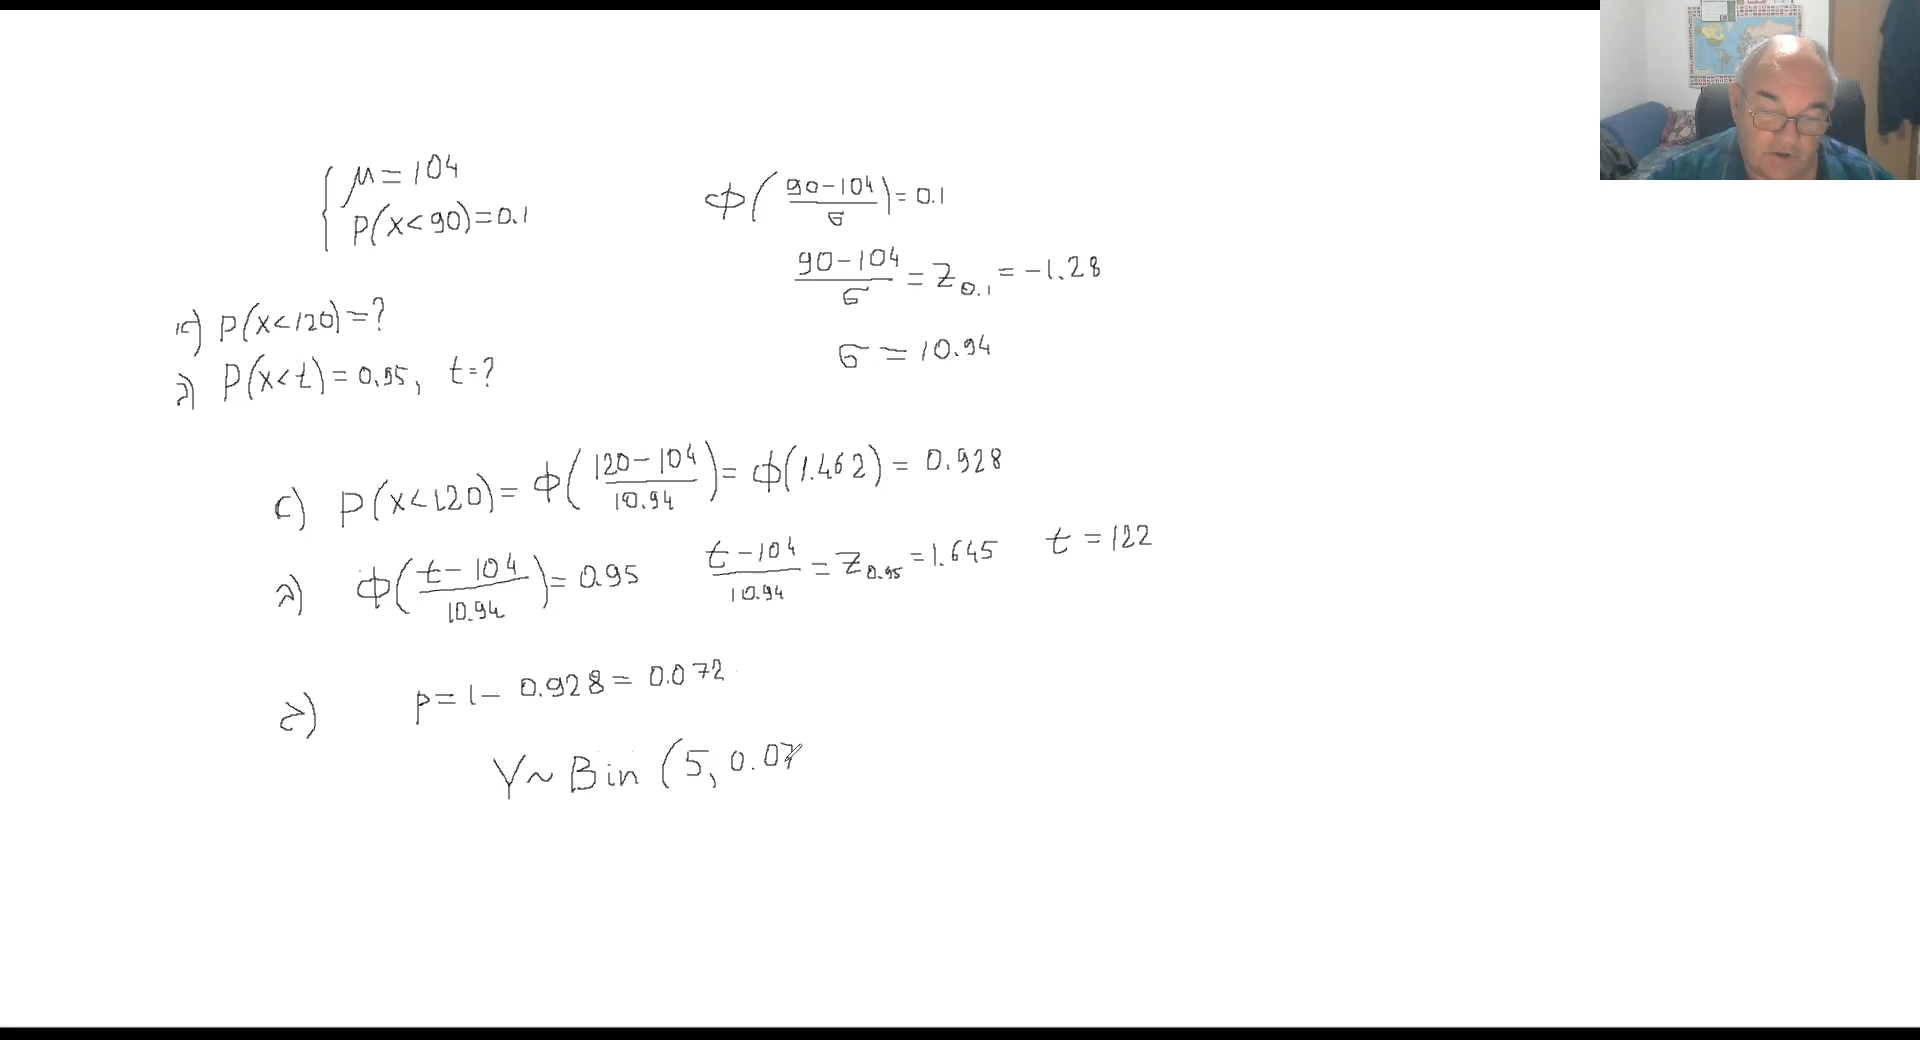 μ = 104
P(x<90)=0.1
Φ(90-104/σ)=0.1
90-104/σ = Z0.1 = -1.28
σ = 10.94
P(x<120)=?
P(x<t)=0.95, t=?
P(x<120)=Φ(120-104/10.94)=Φ(1.462)=0.928
Φ(t-104/10.94)=0.95 t-104/10.94 = Z0.95 = 1.645 t = 122
p=1-0.928=0.072
Y~Bin(5, 0.07